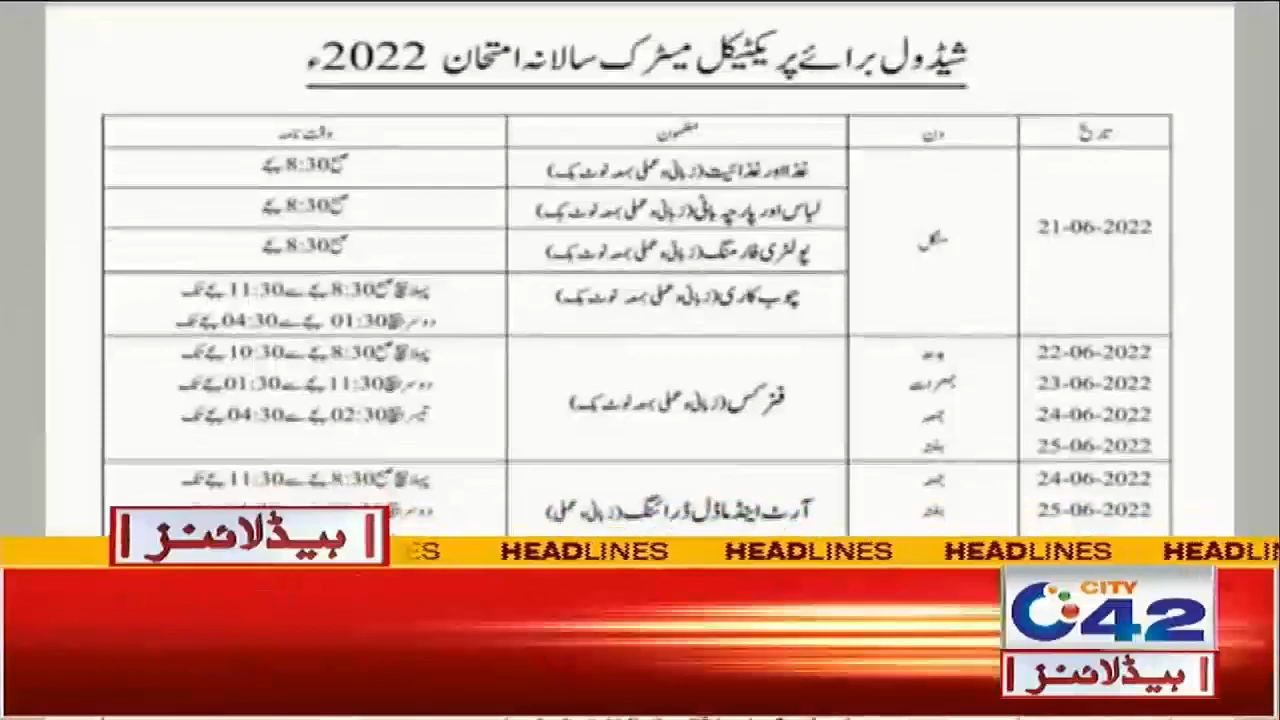 شیڈول برائے پریکٹیکل میٹرک سالانہ امتحان 2022ء
تاریخ دن مضمون وقت نامہ
21-06-2022 منگل
غذا اور غذائیت (زبانی و عملی بمعہ نوٹ بک) صبح 8:30 بجے
لباس اور پارچہ بافی (زبانی و عملی بمعہ نوٹ بک) صبح 8:30 بجے
پولٹری فارمنگ (زبانی و عملی بمعہ نوٹ بک) صبح 8:30 بجے
چوب کاری (زبانی و عملی بمعہ نوٹ بک) پہلا گروپ صبح 8:30 بجے سے 11:30 بجے تک
دوسرا 01:30 بجے سے 04:30 بجے تک
22-06-2022 بدھ پہلا صبح 8:30 بجے سے 10:30 بجے تک
23-06-2022 جمعرات فزکس (زبانی و عملی بمعہ نوٹ بک) دوسرا 11:30 بجے سے 01:30 بجے تک
24-06-2022 جمعہ تیسرا 02:30 بجے سے 04:30 بجے تک
25-06-2022 ہفتہ
24-06-2022 جمعہ پہلا صبح 8:30 بجے سے 11:30 بجے تک
25-06-2022 ہفتہ آرٹ اینڈ ماڈل ڈرائنگ (زبانی و عملی)
ہیڈلائنز
ES HEADLINES HEADLINES HEADLINES HEADLIN
CITY
42
ہیڈلائنز